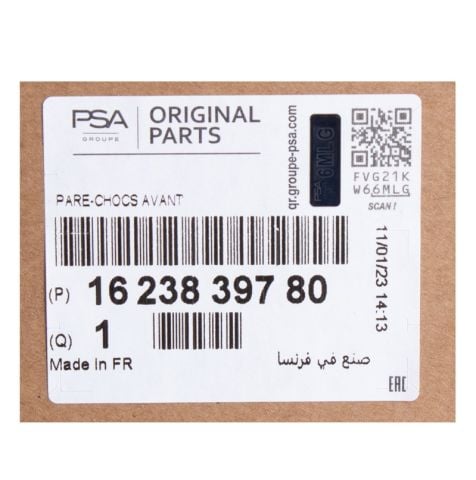 PSA
GROUPE
ORIGINAL
PARTS
qr.groupe-psa.com
PSA
6MLG
FVG21K
W66MLG
SCAN!
PARE-CHOCS AVANT
11/01/23 14:13
(P) 16 238 397 80
(Q) 1
Made In FR
صنع في فرنسا
EAC